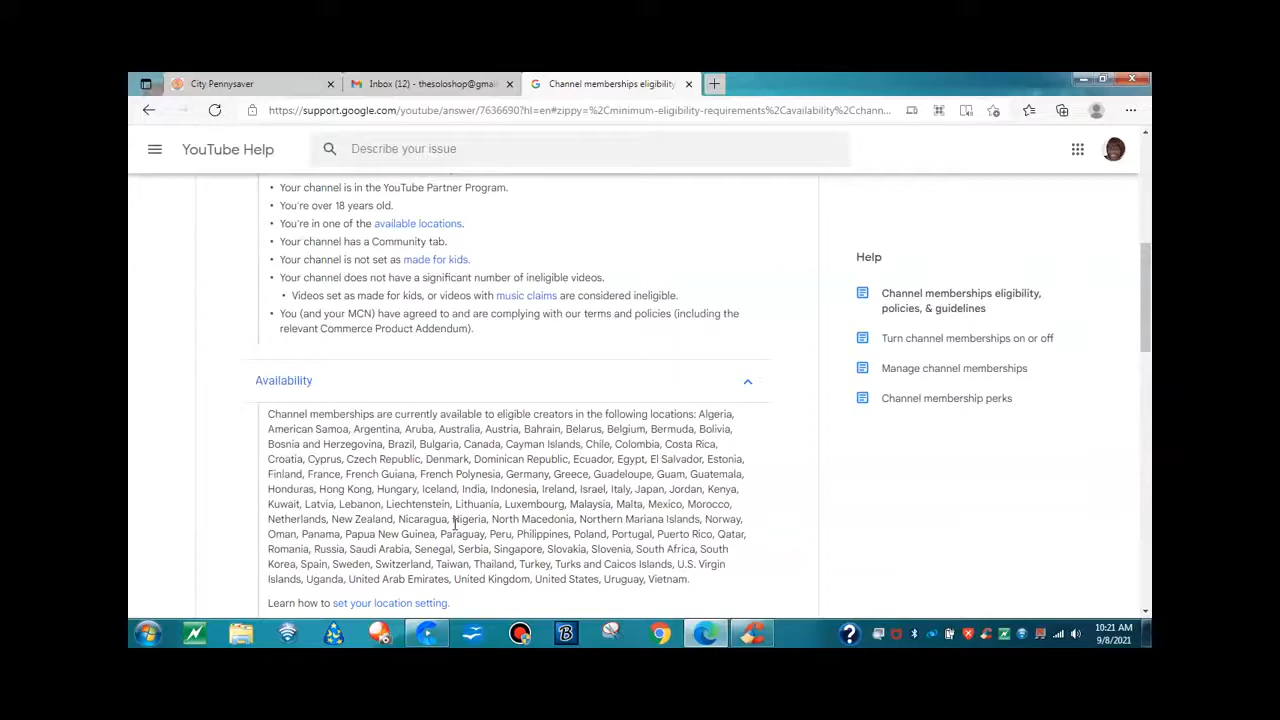 City Pennysaver
Inbox (12) - thesoloshop@gmai
Channel memberships eligibility
https://support.google.com/youtube/answer/7636690?hl=en#zippy=%2Cminimum-eligibility-requirements%2Cavailability%2Cchann...
YouTube Help
Describe your issue
• Your channel is in the YouTube Partner Program.
• You're over 18 years old.
• You're in one of the available locations.
• Your channel has a Community tab.
• Your channel is not set as made for kids.
• Your channel does not have a significant number of ineligible videos.
• Videos set as made for kids, or videos with music claims are considered ineligible.
• You (and your MCN) have agreed to and are complying with our terms and policies (including the
relevant Commerce Product Addendum).
Availability
Channel memberships are currently available to eligible creators in the following locations: Algeria,
American Samoa, Argentina, Aruba, Australia, Austria, Bahrain, Belarus, Belgium, Bermuda, Bolivia,
Bosnia and Herzegovina, Brazil, Bulgaria, Canada, Cayman Islands, Chile, Colombia, Costa Rica,
Croatia, Cyprus, Czech Republic, Denmark, Dominican Republic, Ecuador, Egypt, El Salvador, Estonia,
Finland, France, French Guiana, French Polynesia, Germany, Greece, Guadeloupe, Guam, Guatemala,
Honduras, Hong Kong, Hungary, Iceland, India, Indonesia, Ireland, Israel, Italy, Japan, Jordan, Kenya,
Kuwait, Latvia, Lebanon, Liechtenstein, Lithuania, Luxembourg, Malaysia, Malta, Mexico, Morocco,
Netherlands, New Zealand, Nicaragua, Nigeria, North Macedonia, Northern Mariana Islands, Norway,
Oman, Panama, Papua New Guinea, Paraguay, Peru, Philippines, Poland, Portugal, Puerto Rico, Qatar,
Romania, Russia, Saudi Arabia, Senegal, Serbia, Singapore, Slovakia, Slovenia, South Africa, South
Korea, Spain, Sweden, Switzerland, Taiwan, Thailand, Turkey, Turks and Caicos Islands, U.S. Virgin
Islands, Uganda, United Arab Emirates, United Kingdom, United States, Uruguay, Vietnam.
Learn how to set your location setting.
Help
Channel memberships eligibility,
policies, & guidelines
Turn channel memberships on or off
Manage channel memberships
Channel membership perks
10:21 AM
9/8/2021